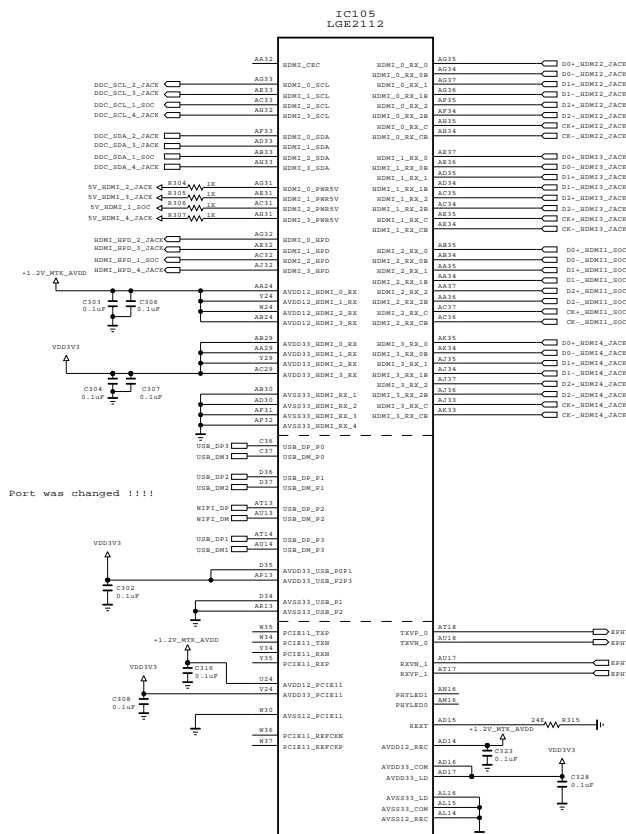 IC105
LGE2112
AA32 HDMI_CEC
DDC_SCL_2_JACK AG33 HDMI_0_SCL
DDC_SCL_3_JACK AE33 HDMI_1_SCL
DDC_SCL_1_SOC AC33 HDMI_2_SCL
DDC_SCL_4_JACK AH32 HDMI_3_SCL
DDC_SDA_2_JACK AF33 HDMI_0_SDA
DDC_SDA_3_JACK AD33 HDMI_1_SDA
DDC_SDA_1_SOC AB33 HDMI_2_SDA
DDC_SDA_4_JACK AH33 HDMI_3_SDA
5V_HDMI_2_JACK R304 1K AG31 HDMI_0_PWR5V
5V_HDMI_3_JACK R305 1K AE31 HDMI_1_PWR5V
5V_HDMI_1_SOC R306 1K AC31 HDMI_2_PWR5V
5V_HDMI_4_JACK R307 1K AH31 HDMI_3_PWR5V
HDMI_HPD_2_JACK AG32 HDMI_0_HPD
HDMI_HPD_3_JACK AE32 HDMI_1_HPD
HDMI_HPD_1_SOC AC32 HDMI_2_HPD
HDMI_HPD_4_JACK AJ32 HDMI_3_HPD
+1.2V_MTK_AVDD
AA24 AVDD12_HDMI_0_RX
Y24 AVDD12_HDMI_1_RX
W24 AVDD12_HDMI_2_RX
AB24 AVDD12_HDMI_3_RX
C303 0.1uF
C306 0.1uF
VDD3V3
AB29 AVDD33_HDMI_0_RX
AA29 AVDD33_HDMI_1_RX
Y29 AVDD33_HDMI_2_RX
AC29 AVDD33_HDMI_3_RX
C304 0.1uF
C307 0.1uF
AB30 AVSS33_HDMI_RX_1
AD30 AVSS33_HDMI_RX_2
AF31 AVSS33_HDMI_RX_3
AF32 AVSS33_HDMI_RX_4
USB_DP3 C36 USB_DP_P0
USB_DM3 C37 USB_DM_P0
USB_DP2 D36 USB_DP_P1
USB_DM2 D37 USB_DM_P1
Port was changed !!!!
WIFI_DP AT13 USB_DP_P2
WIFI_DM AU13 USB_DM_P2
USB_DP1 AT14 USB_DP_P3
USB_DM1 AU14 USB_DM_P3
VDD3V3
D35 AVDD33_USB_P0P1
AP13 AVDD33_USB_P2P3
C302 0.1uF
D34 AVSS33_USB_P1
AR13 AVSS33_USB_P2
W35 PCIE11_TXP
W34 PCIE11_TXN
Y34 PCIE11_RXN
Y35 PCIE11_RXP
+1.2V_MTK_AVDD
C316 0.1uF
VDD3V3
U24 AVDD12_PCIE11
V24 AVDD33_PCIE11
C308 0.1uF
W30 AVSS12_PCIE11
W36 PCIE11_REFCKN
W37 PCIE11_REFCKP
HDMI_0_RX_0 AG35 D0+_HDMI2_JACK
HDMI_0_RX_0B AG34 D0-_HDMI2_JACK
HDMI_0_RX_1 AG37 D1+_HDMI2_JACK
HDMI_0_RX_1B AG36 D1-_HDMI2_JACK
HDMI_0_RX_2 AF35 D2+_HDMI2_JACK
HDMI_0_RX_2B AF34 D2-_HDMI2_JACK
HDMI_0_RX_C AH35 CK+_HDMI2_JACK
HDMI_0_RX_CB AH34 CK-_HDMI2_JACK
HDMI_1_RX_0 AE37 D0+_HDMI3_JACK
HDMI_1_RX_0B AE36 D0-_HDMI3_JACK
HDMI_1_RX_1 AD35 D1+_HDMI3_JACK
HDMI_1_RX_1B AD34 D1-_HDMI3_JACK
HDMI_1_RX_2 AC35 D2+_HDMI3_JACK
HDMI_1_RX_2B AC34 D2-_HDMI3_JACK
HDMI_1_RX_C AE35 CK+_HDMI3_JACK
HDMI_1_RX_CB AE34 CK-_HDMI3_JACK
HDMI_2_RX_0 AB35 D0+_HDMI1_SOC
HDMI_2_RX_0B AB34 D0-_HDMI1_SOC
HDMI_2_RX_1 AA35 D1+_HDMI1_SOC
HDMI_2_RX_1B AA34 D1-_HDMI1_SOC
HDMI_2_RX_2 AA37 D2+_HDMI1_SOC
HDMI_2_RX_2B AA36 D2-_HDMI1_SOC
HDMI_2_RX_C AC37 CK+_HDMI1_SOC
HDMI_2_RX_CB AC36 CK-_HDMI1_SOC
HDMI_3_RX_0 AK35 D0+_HDMI4_JACK
HDMI_3_RX_0B AK34 D0-_HDMI4_JACK
HDMI_3_RX_1 AJ35 D1+_HDMI4_JACK
HDMI_3_RX_1B AJ34 D1-_HDMI4_JACK
HDMI_3_RX_2 AJ37 D2+_HDMI4_JACK
HDMI_3_RX_2B AJ36 D2-_HDMI4_JACK
HDMI_3_RX_C AJ33 CK+_HDMI4_JACK
HDMI_3_RX_CB AK33 CK-_HDMI4_JACK
TXVP_0 AT18 EPH
TXVN_0 AU18 EPH
RXVN_1 AU17 EPH
RXVP_1 AT17 EPH
PHYLED1 AN16
PHYLED0 AM16
REXT AD15 24K R315
+1.2V_MTK_AVDD
AVDD12_REC AD14
C323 0.1uF
VDD3V3
AVDD33_COM AD16
AVDD33_LD AD17
C328 0.1uF
AVSS33_LD AL16
AVSS33_COM AL15
AVSS12_REC AL14